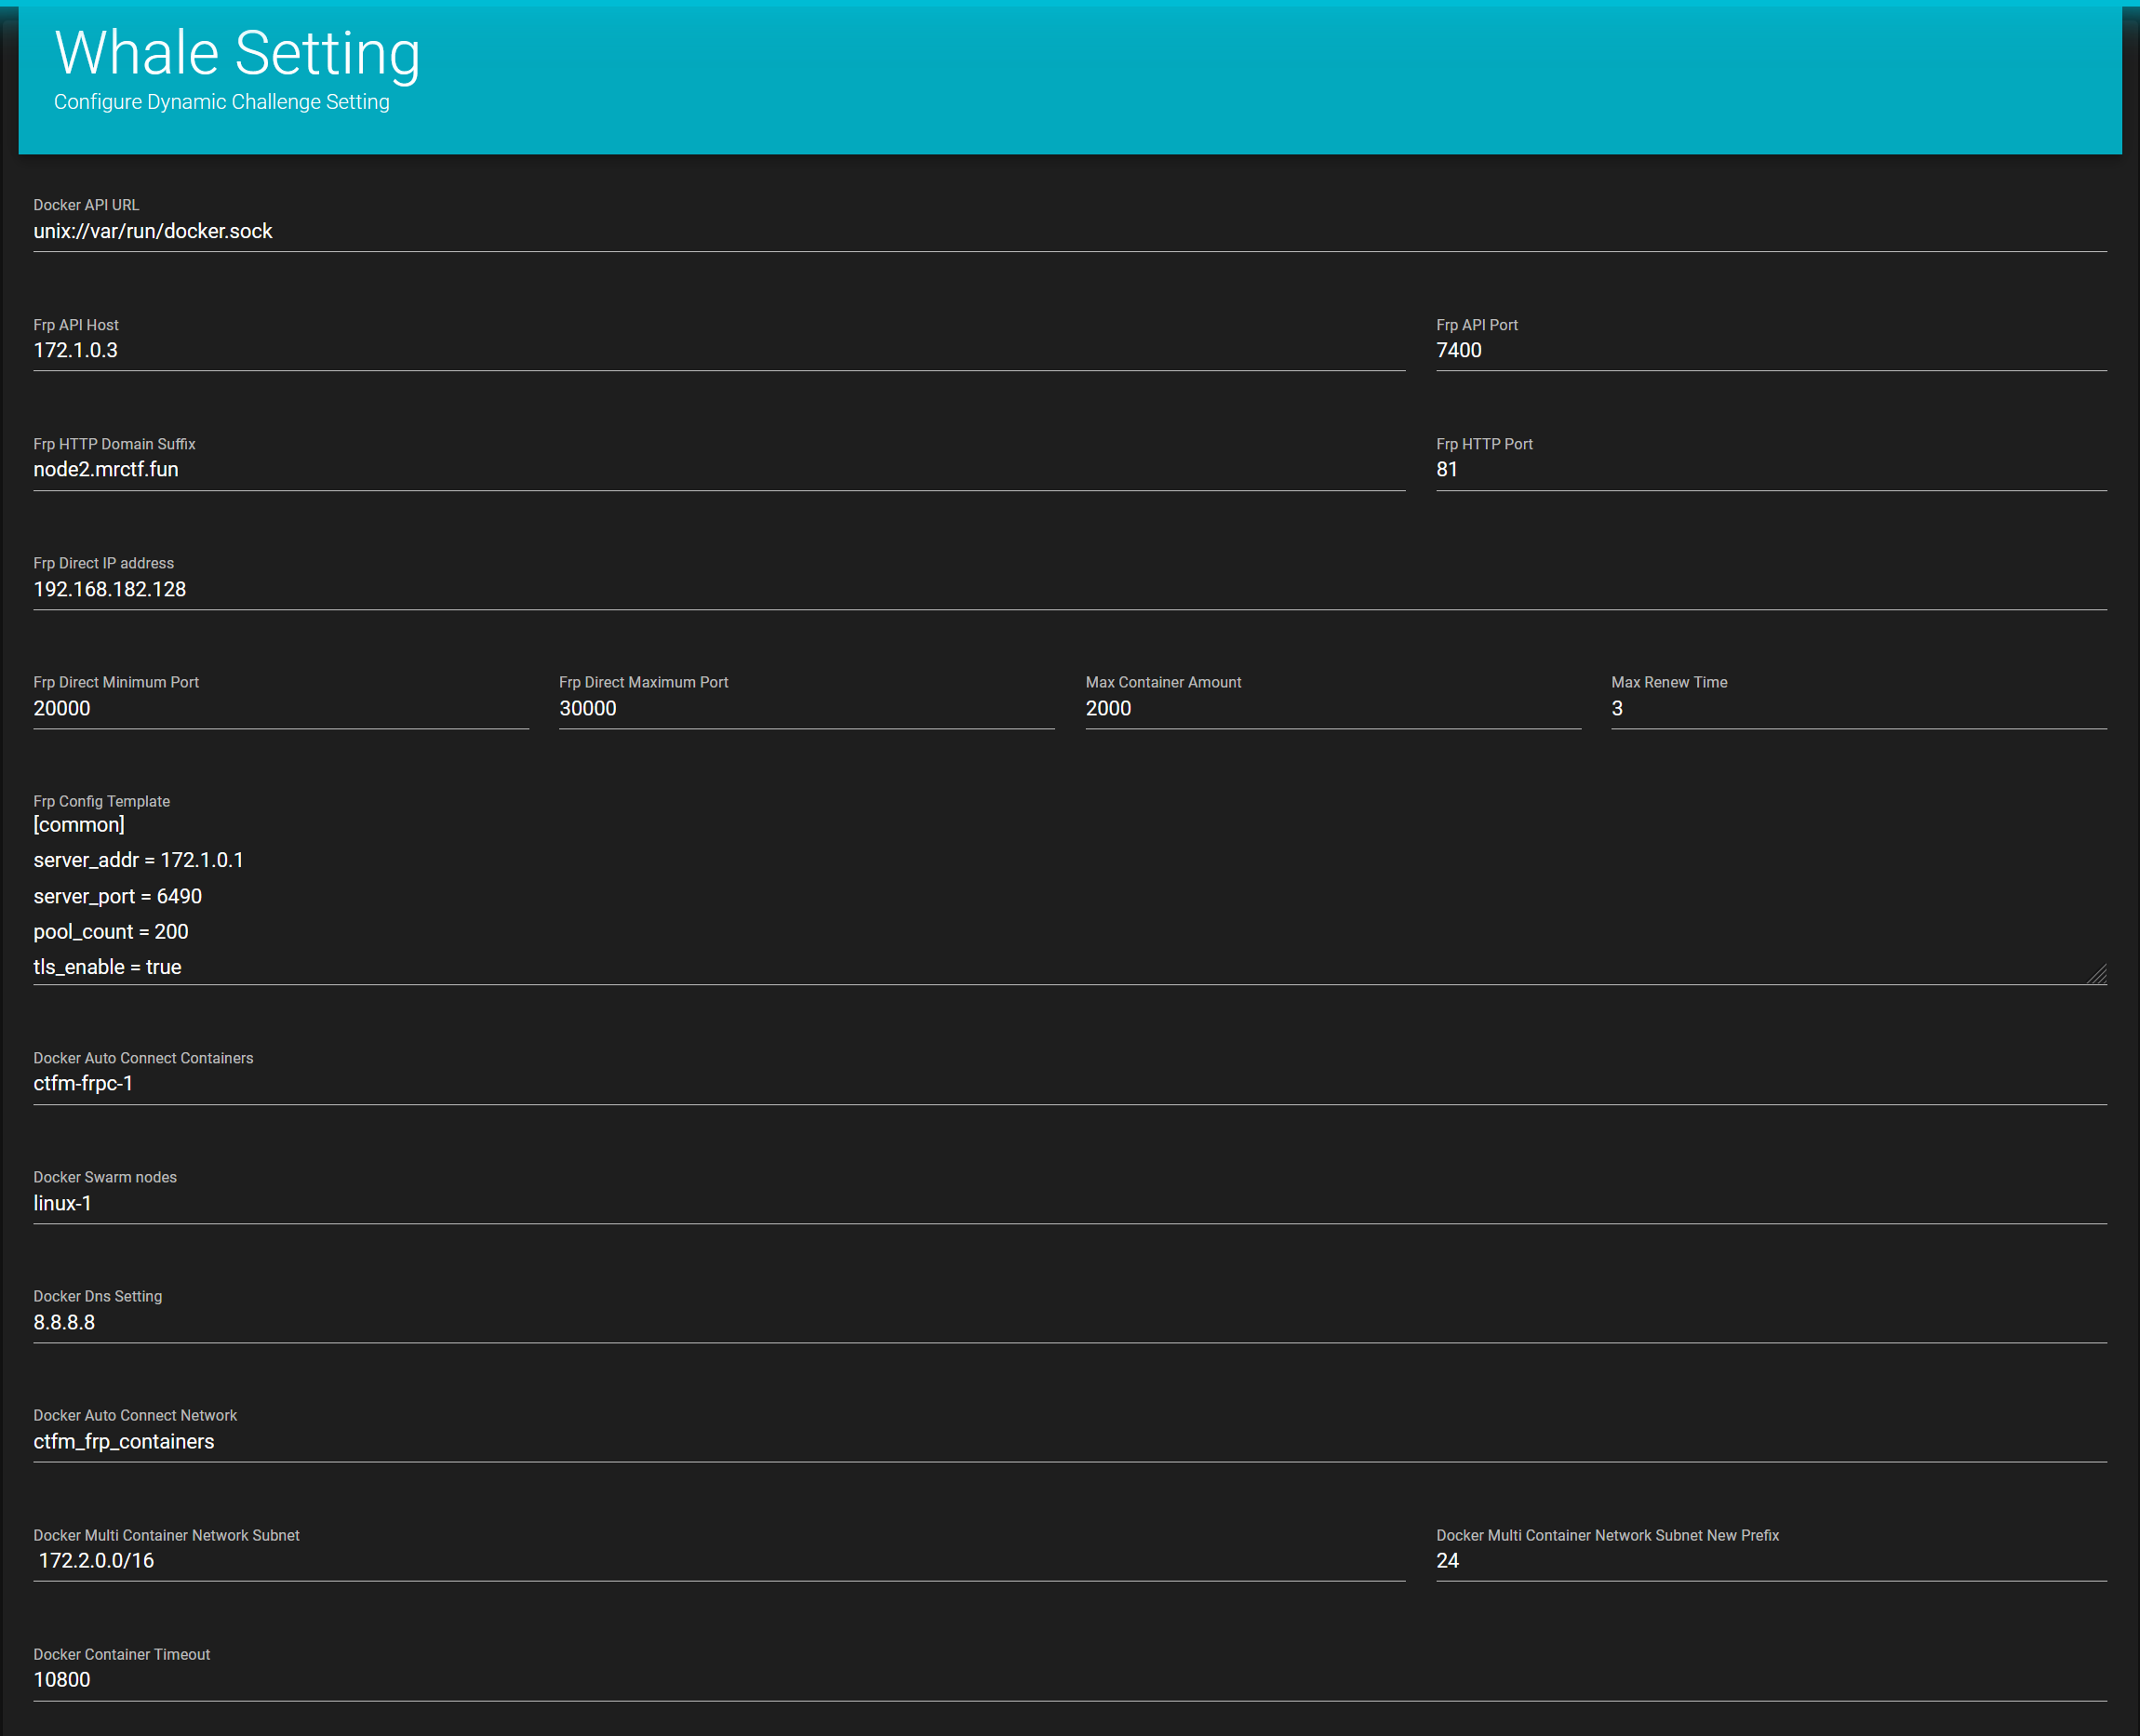 Whale Setting
Configure Dynamic Challenge Setting
Docker API URL
unix://var/run/docker.sock
Frp API Host
172.1.0.3
Frp API Port
7400
Frp HTTP Domain Suffix
node2.mrctf.fun
Frp HTTP Port
81
Frp Direct IP address
192.168.182.128
Frp Direct Minimum Port
20000
Frp Direct Maximum Port
30000
Max Container Amount
2000
Max Renew Time
3
Frp Config Template
[common]
server_addr = 172.1.0.1
server_port = 6490
pool_count = 200
tls_enable = true
Docker Auto Connect Containers
ctfm-frpc-1
Docker Swarm nodes
linux-1
Docker Dns Setting
8.8.8.8
Docker Auto Connect Network
ctfm_frp_containers
Docker Multi Container Network Subnet
172.2.0.0/16
Docker Multi Container Network Subnet New Prefix
24
Docker Container Timeout
10800